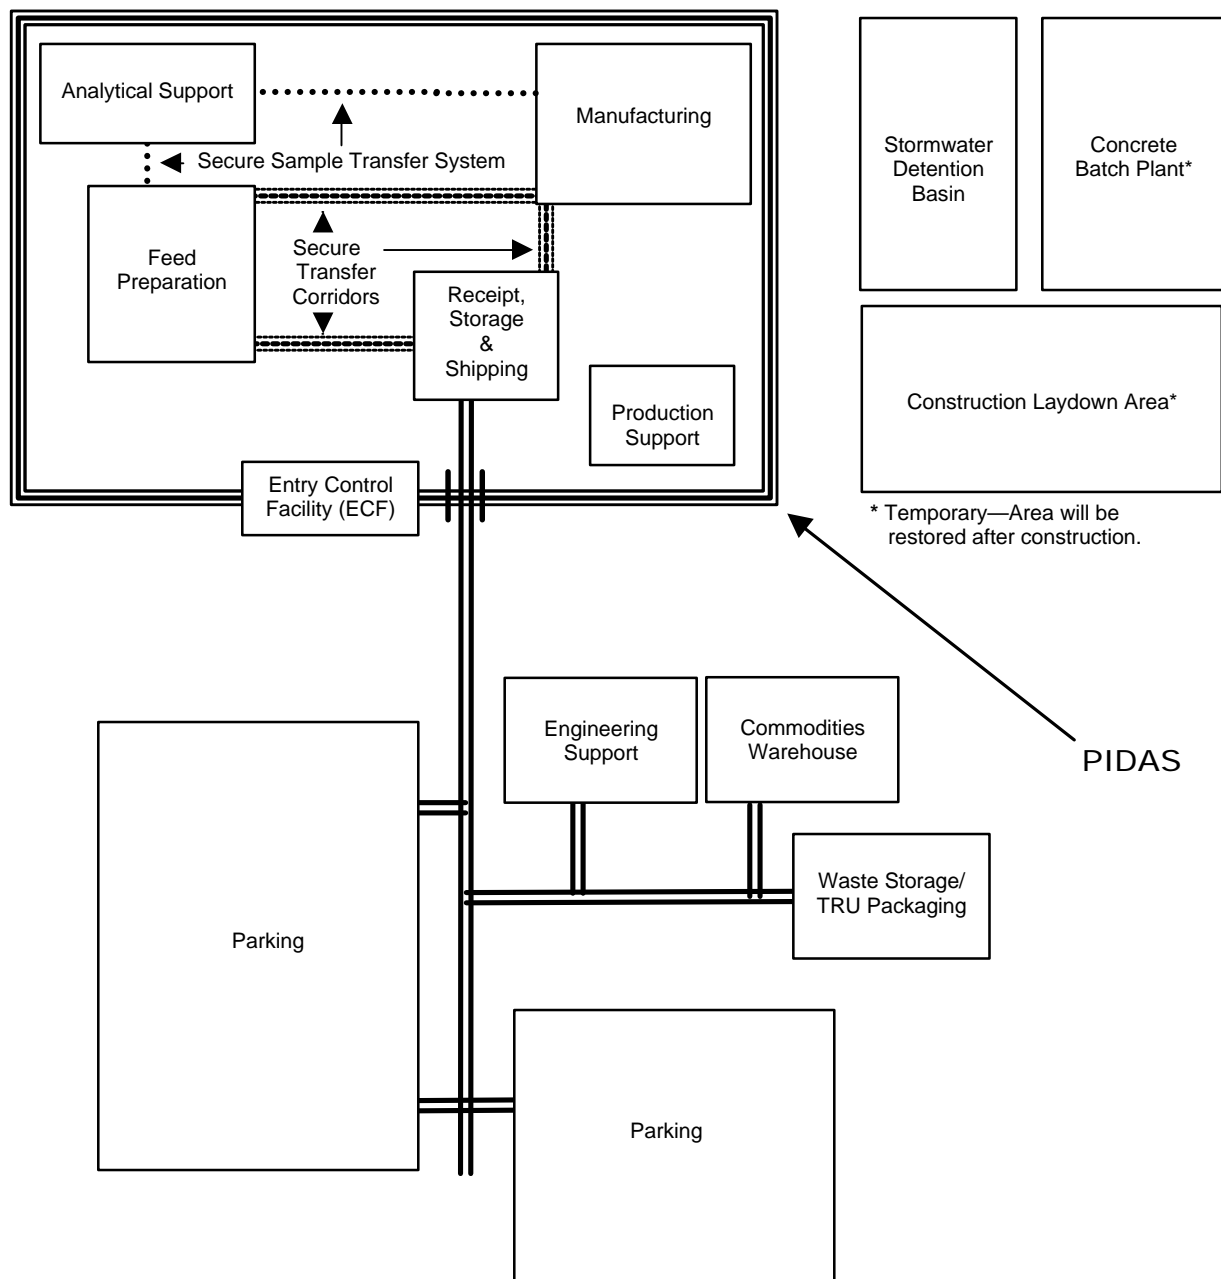 Analytical Support
Manufacturing
Secure Sample Transfer System
Feed
Preparation
Secure
Transfer
Corridors
Receipt,
Storage
&
Shipping
Production
Support
Entry Control
Facility (ECF)
Stormwater
Detention
Basin
Concrete
Batch Plant*
Construction Laydown Area*
* Temporary—Area will be
restored after construction.
PIDAS
Engineering
Support
Commodities
Warehouse
Waste Storage/
TRU Packaging
Parking
Parking